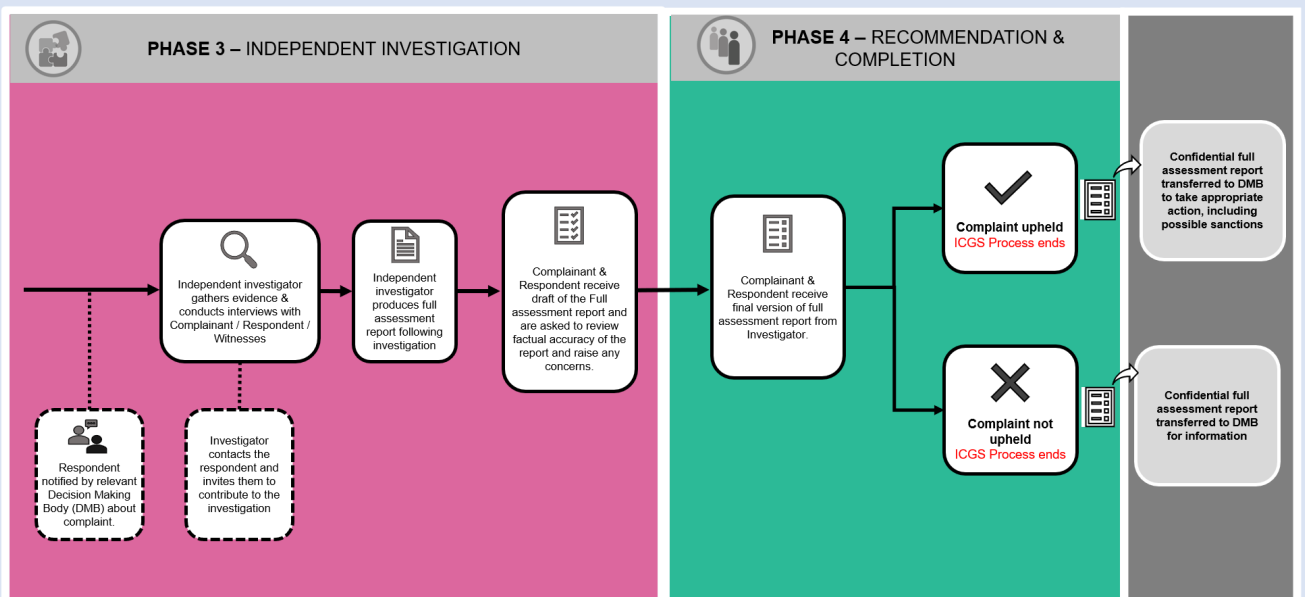 PHASE 3 – INDEPENDENT INVESTIGATION
Independent investigator
gathers evidence &
conducts interviews with
Complainant / Respondent /
Witnesses
Independent
investigator
produces full
assessment
report following
investigation
Complainant &
Respondent receive
draft of the Full
assessment report and
are asked to review
factual accuracy of the
report and raise any
concerns.
Respondent
notified by relevant
Decision Making
Body (DMB) about
complaint.
Investigator
contacts the
respondent and
invites them to
contribute to the
investigation
PHASE 4 – RECOMMENDATION &
COMPLETION
Complainant &
Respondent receive
final version of full
assessment report from
Investigator.
Complaint upheld
ICGS Process ends
Confidential full
assessment report
transferred to DMB
to take appropriate
action, including
possible sanctions
Complaint not
upheld
ICGS Process ends
Confidential full
assessment report
transferred to DMB
for information